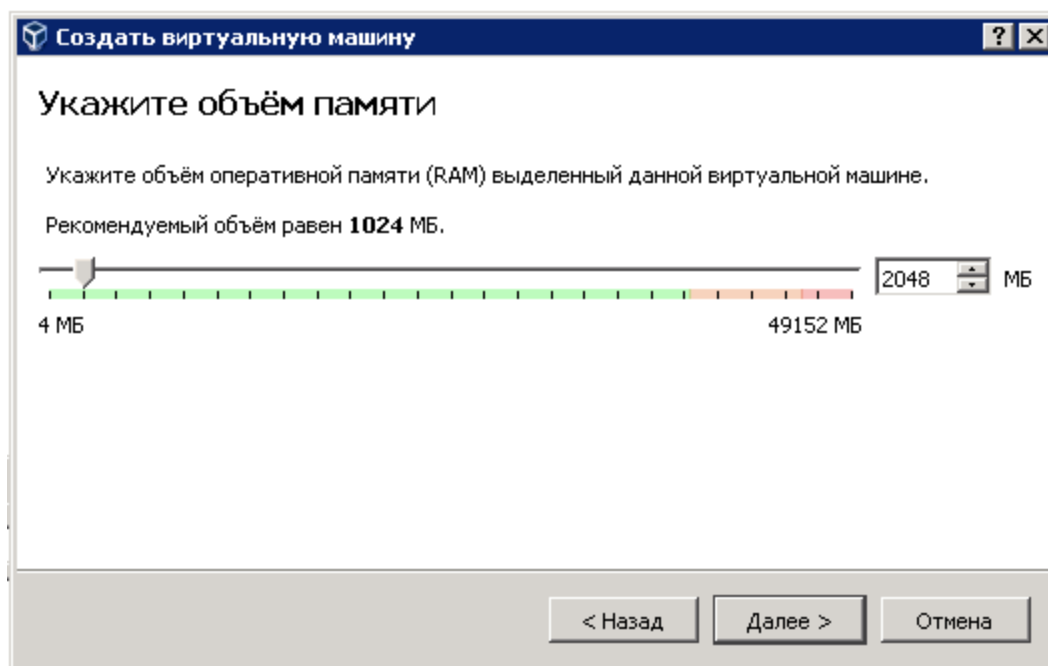 Создать виртуальную машину
Укажите объём памяти
Укажите объём оперативной памяти (RAM) выделенный данной виртуальной машине.
Рекомендуемый объём равен 1024 МБ.
2048 МБ
4 МБ 49152 МБ
< Назад Далее > Отмена